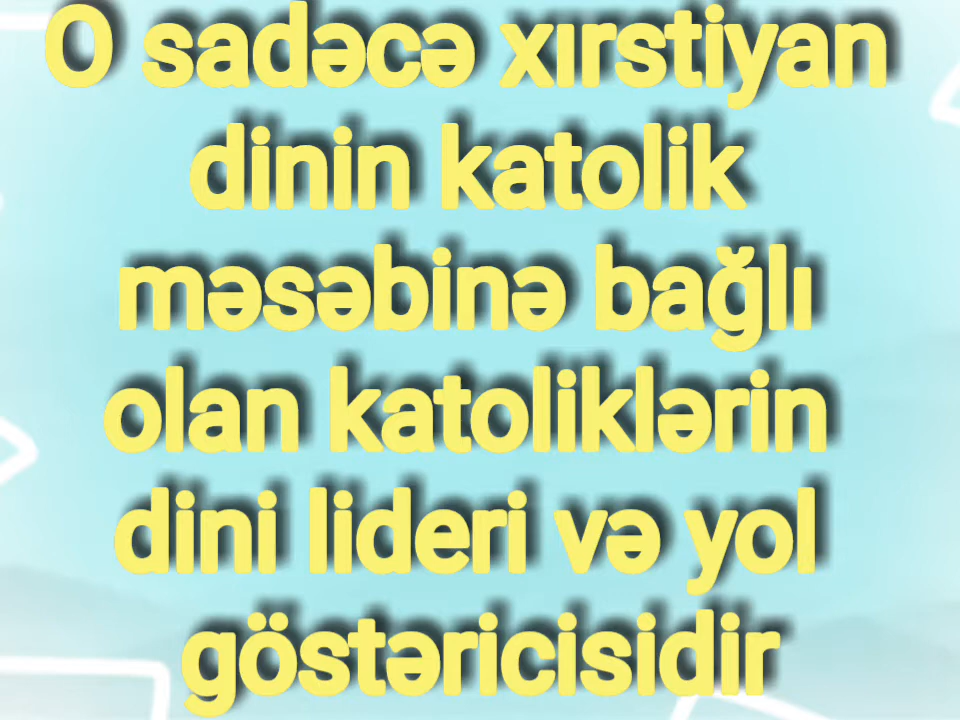 O sadəcə xırstiyan
dinin katolik
məsəbinə bağlı
olan katoliklərin
dini lideri və yol
göstəricisidir